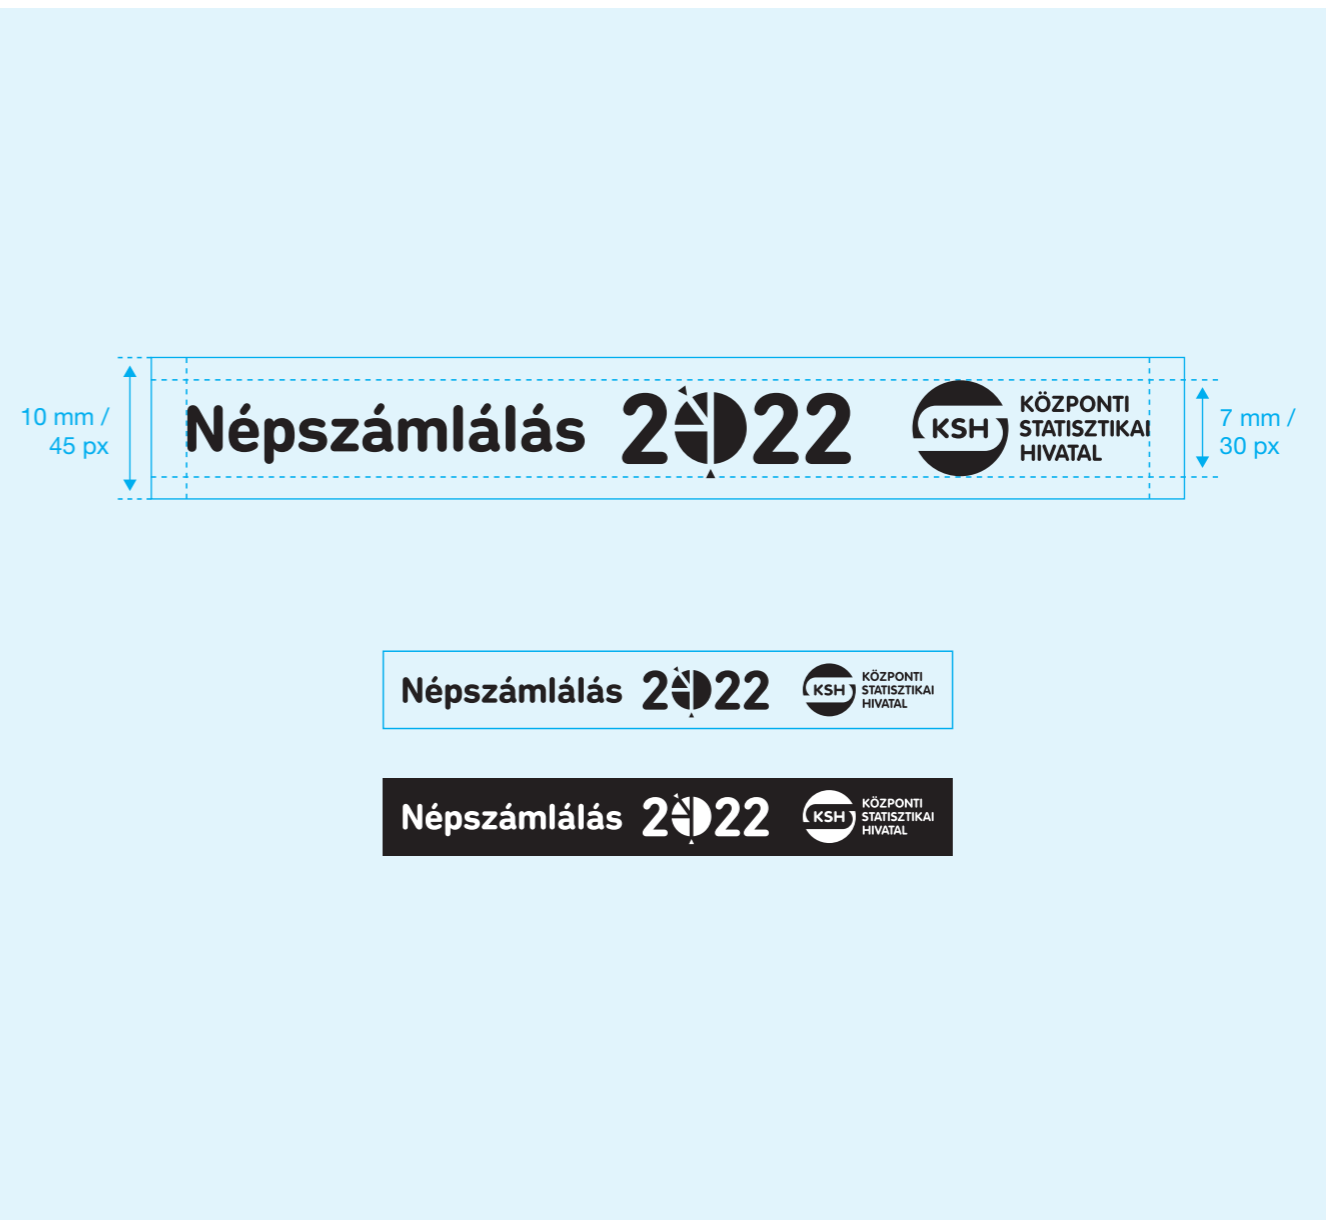 10 mm /
45 px
Népszámlálás 2022
KSH
KÖZPONTI
STATISZTIKAI
HIVATAL
7 mm /
30 px
Népszámlálás 2022
KSH
KÖZPONTI
STATISZTIKAI
HIVATAL
Népszámlálás 2022
KSH
KÖZPONTI
STATISZTIKAI
HIVATAL